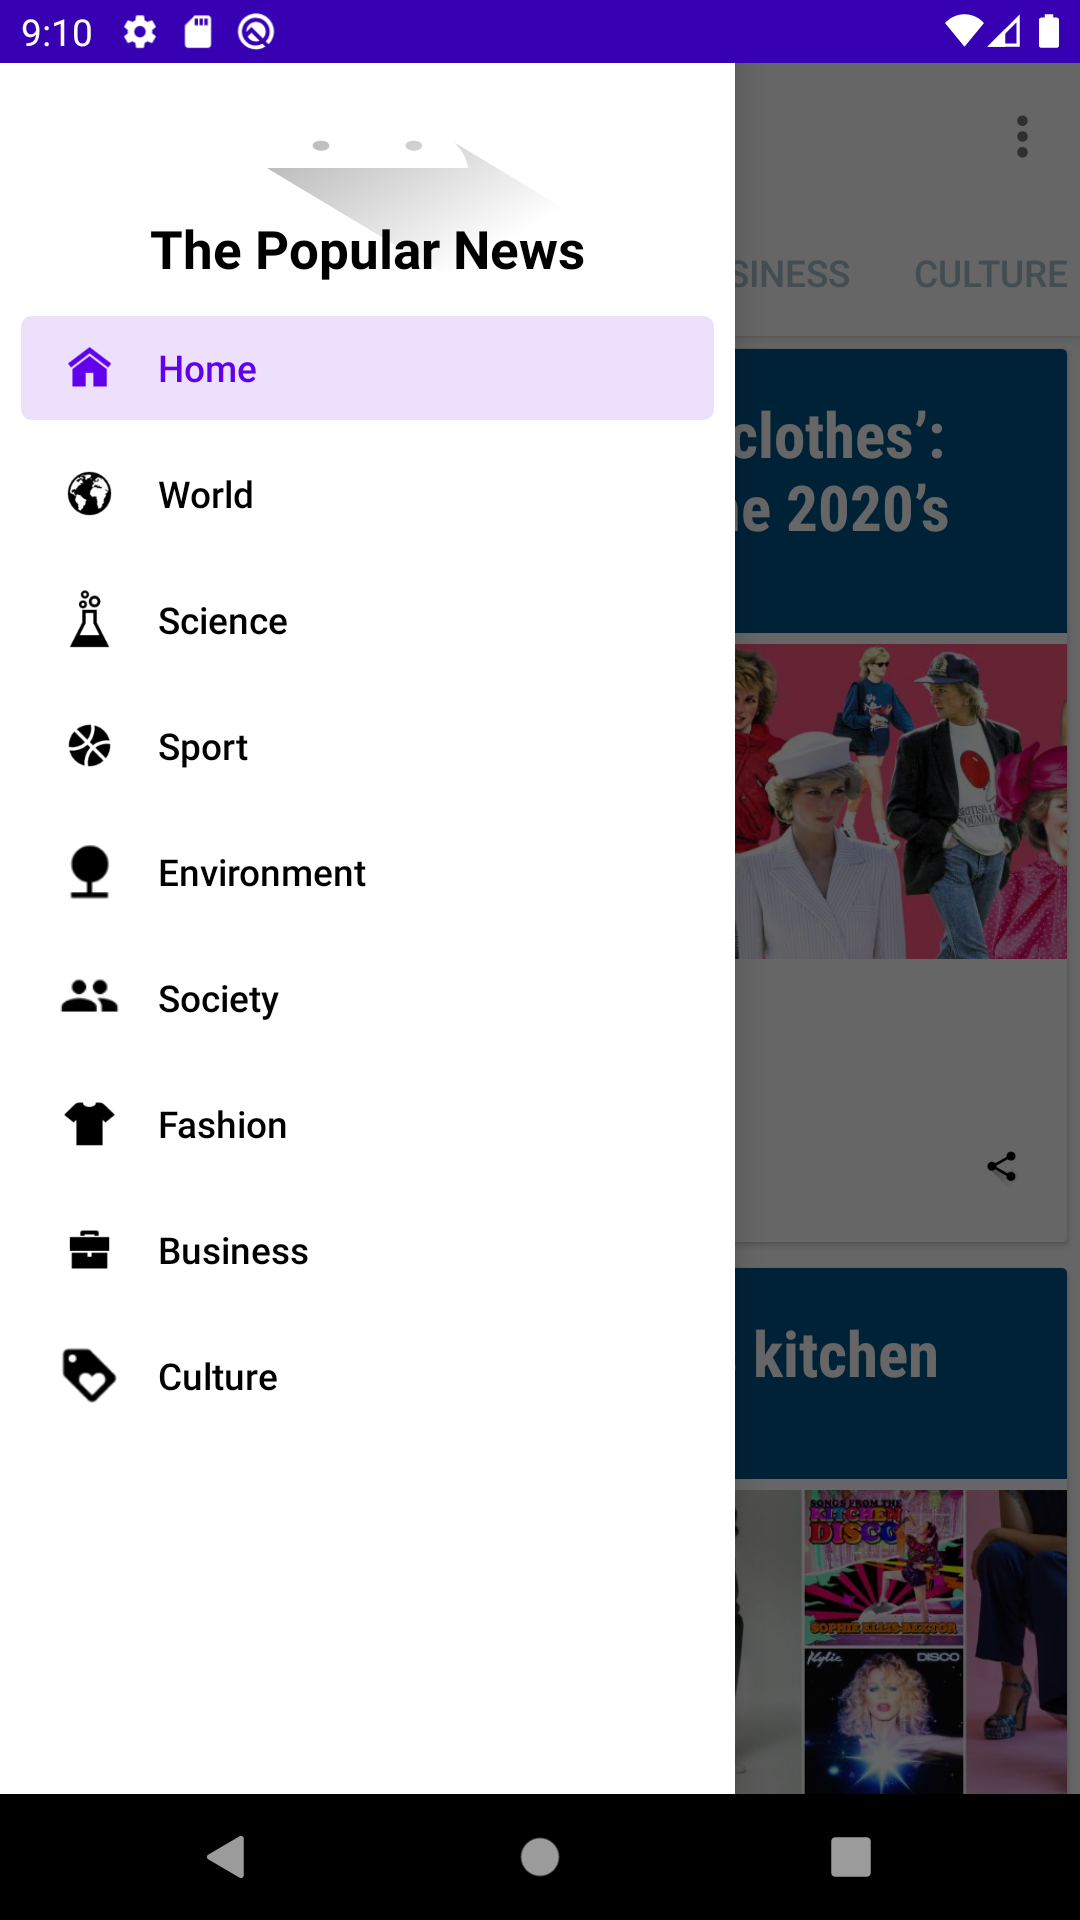 9:10
The Popular News
SINESS
CULTURE
Home
clothes’:
e 2020’s
World
Science
Sport
Environment
Society
Fashion
Business
kitchen
Culture
SONGS FROM THE
KITCHEN
DISCO
SOPHIE ELLIS-BEXTOR
Kylie
DISCO